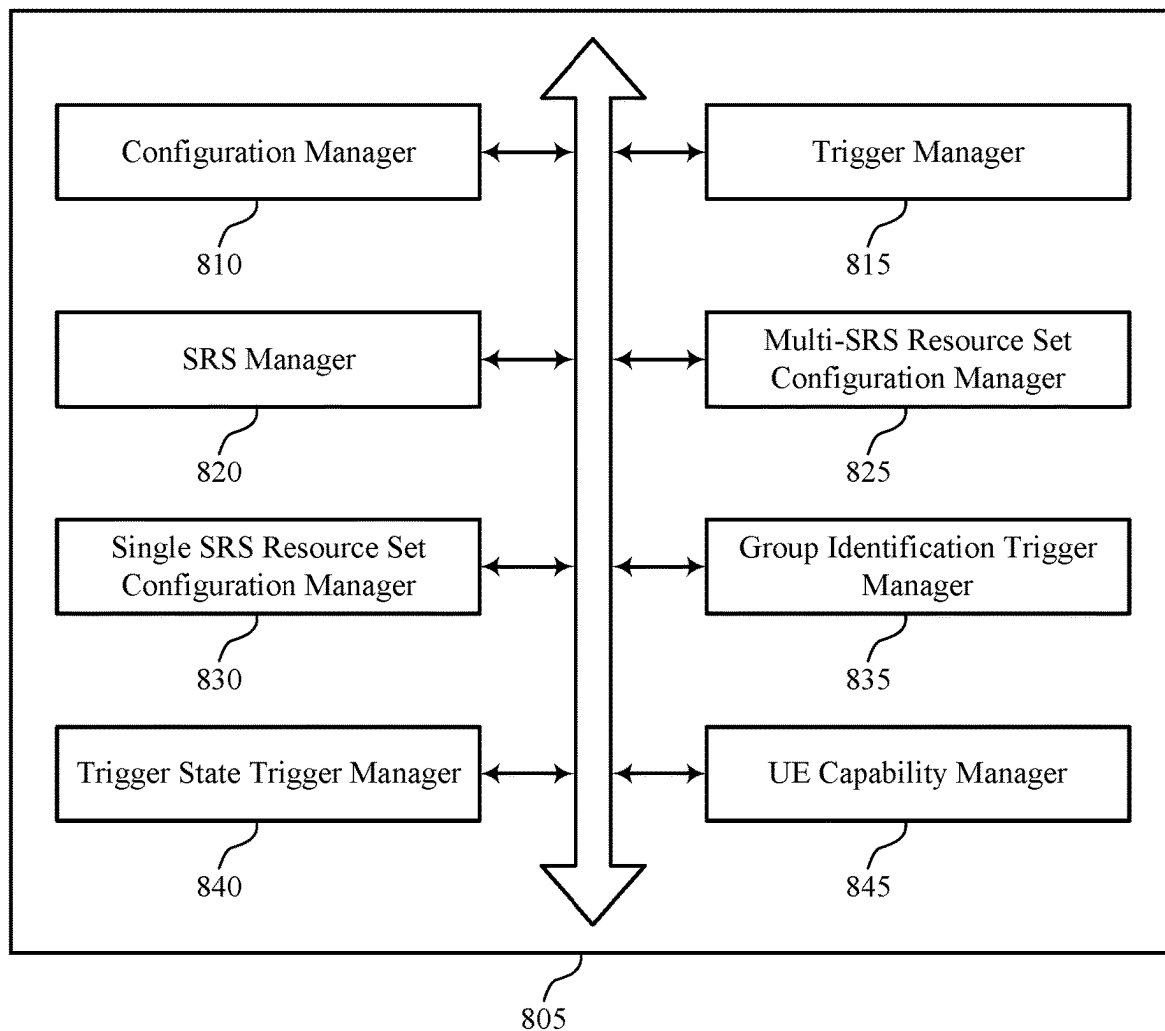 Configuration Manager
Trigger Manager
810
815
SRS Manager
Multi-SRS Resource Set
Configuration Manager
820
825
Single SRS Resource Set
Configuration Manager
Group Identification Trigger
Manager
830
835
Trigger State Trigger Manager
UE Capability Manager
840
845
805